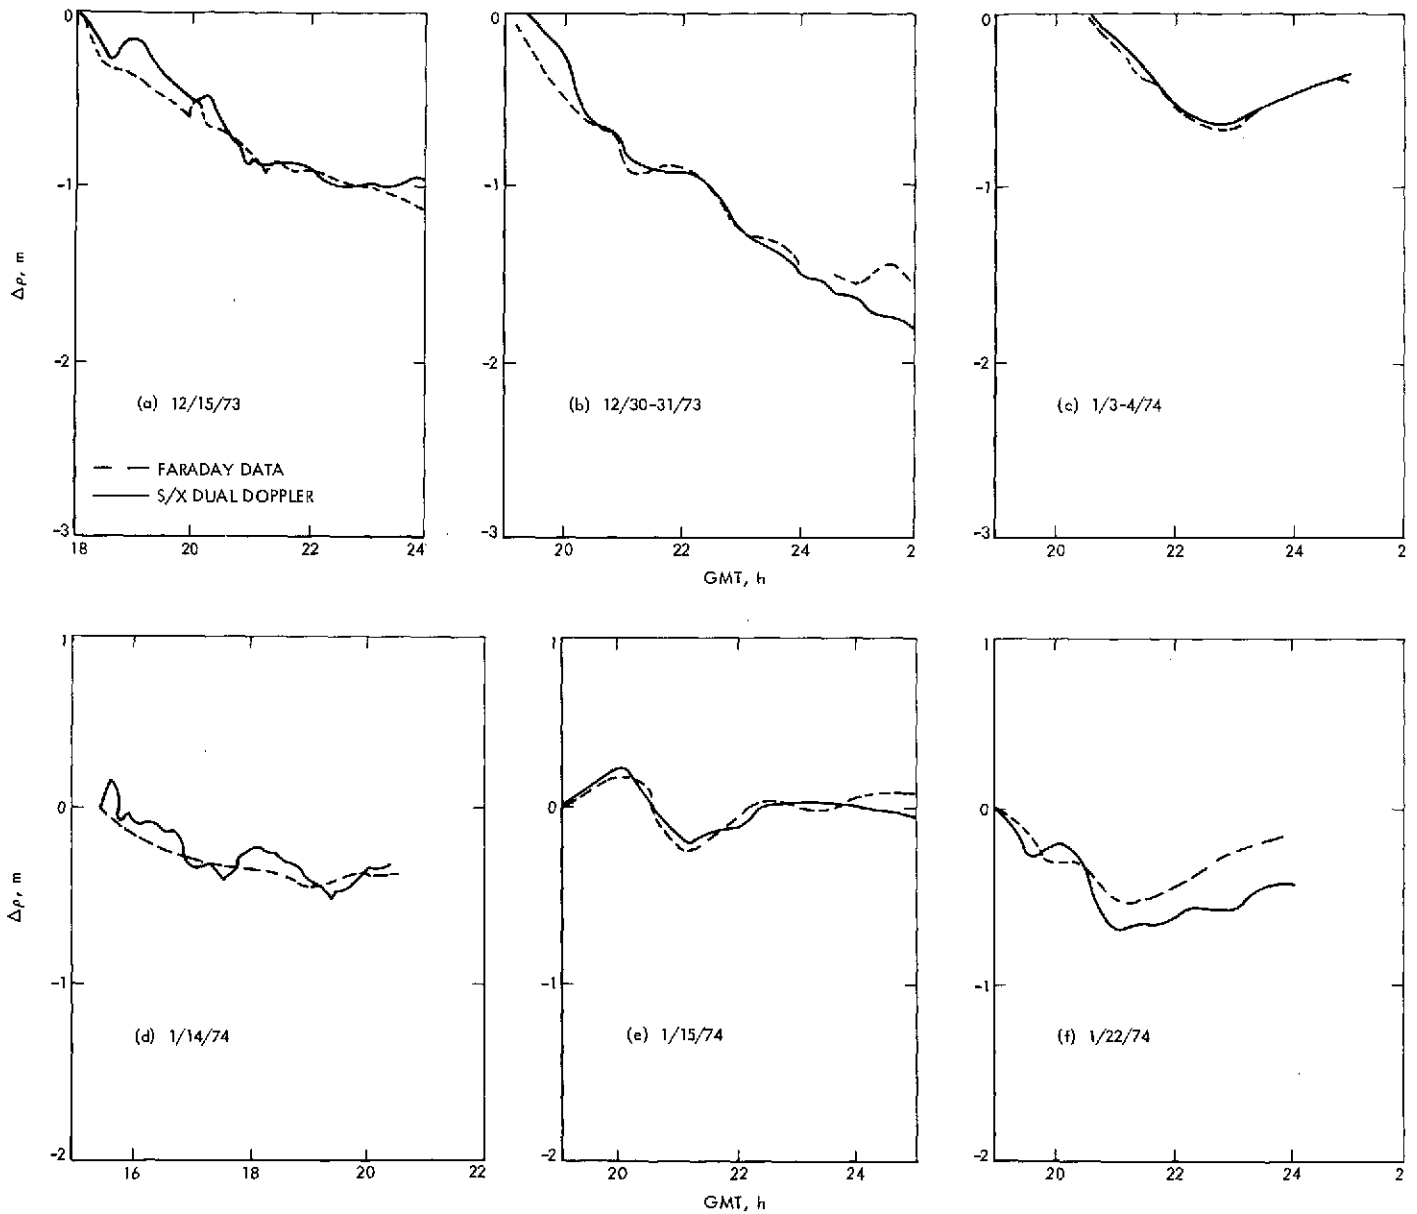 0
-1
-2
-3
Δρ, m
(a) 12/15/73
— — FARADAY DATA
—— S/X DUAL DOPPLER
18 20 22 24
0
-1
-2
-3
(b) 12/30-31/73
20 22 24 2
GMT, h
0
-1
-2
-3
(c) 1/3-4/74
20 22 24 2
1
0
-1
-2
Δρ, m
(d) 1/14/74
16 18 20 22
1
0
-1
-2
(e) 1/15/74
20 22 24
GMT, h
1
0
-1
-2
(f) 1/22/74
20 22 24 2